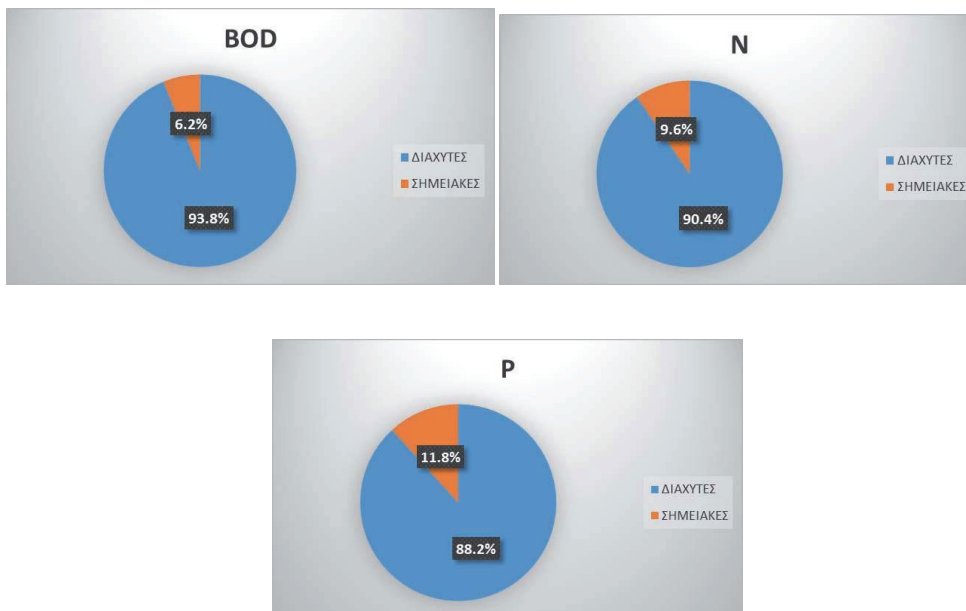 BOD
6.2%
93.8%
ΔΙΑΧΥΤΕΣ
ΣΗΜΕΙΑΚΕΣ
N
9.6%
90.4%
ΔΙΑΧΥΤΕΣ
ΣΗΜΕΙΑΚΕΣ
P
11.8%
88.2%
ΔΙΑΧΥΤΕΣ
ΣΗΜΕΙΑΚΕΣ